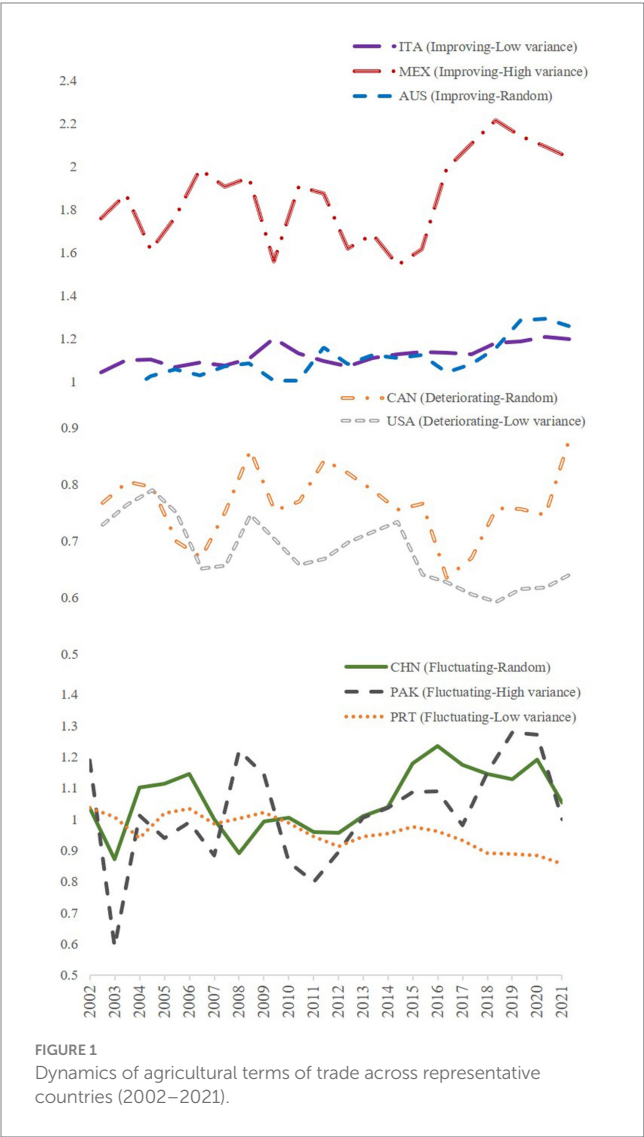 ITA (Improving-Low variance)
MEX (Improving-High variance)
AUS (Improving-Random)
2.4
2.2
2
1.8
1.6
1.4
1.2
1
CAN (Deteriorating-Random)
USA (Deteriorating-Low variance)
0.9
0.8
0.7
0.6
0.5
CHN (Fluctuating-Random)
PAK (Fluctuating-High variance)
PRT (Fluctuating-Low variance)
1.4
1.3
1.2
1.1
1
0.9
0.8
0.7
0.6
0.5
2002 2003 2004 2005 2006 2007 2008 2009 2010 2011 2012 2013 2014 2015 2016 2017 2018 2019 2020 2021
FIGURE 1
Dynamics of agricultural terms of trade across representative
countries (2002–2021).